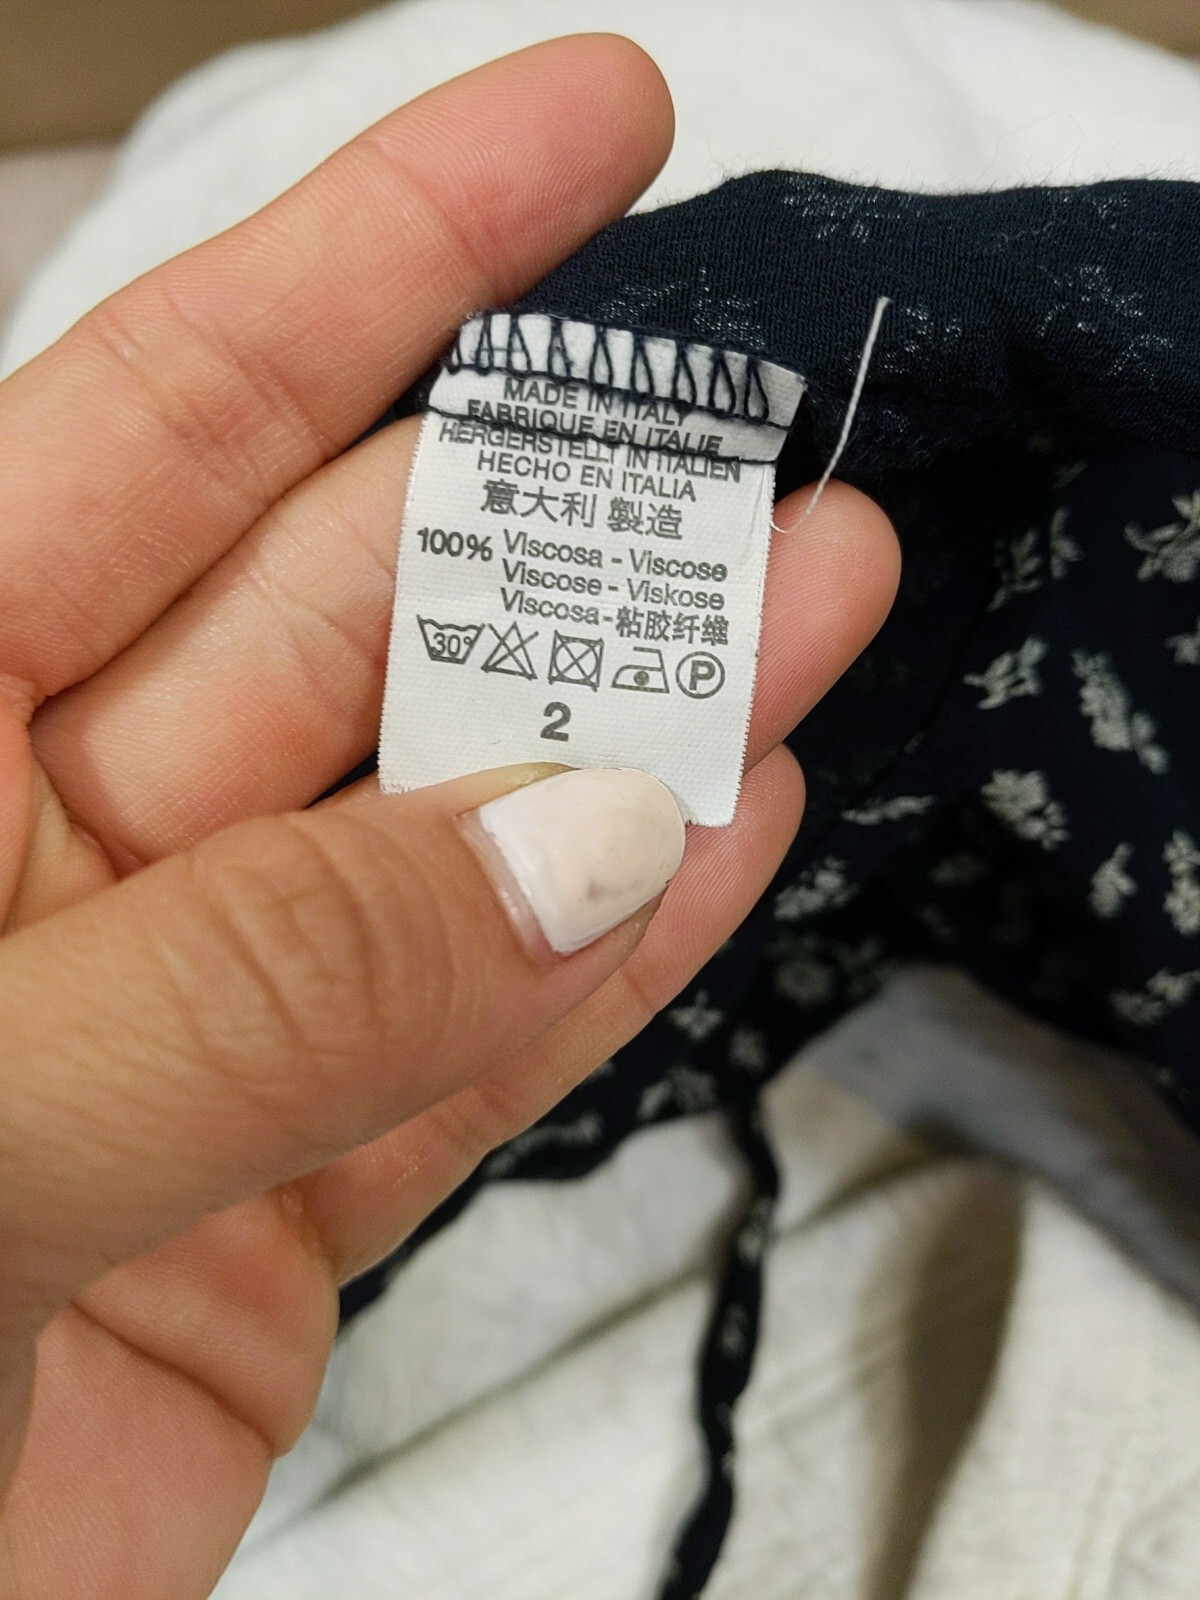 MADE IN ITALY
FABRIQUE EN ITALIE
HERGERSTELLT IN ITALIEN
HECHO EN ITALIA
意大利 製造
100% Viscosa - Viscose
Viscose - Viskose
Viscosa-粘胶纤维
30° P
2